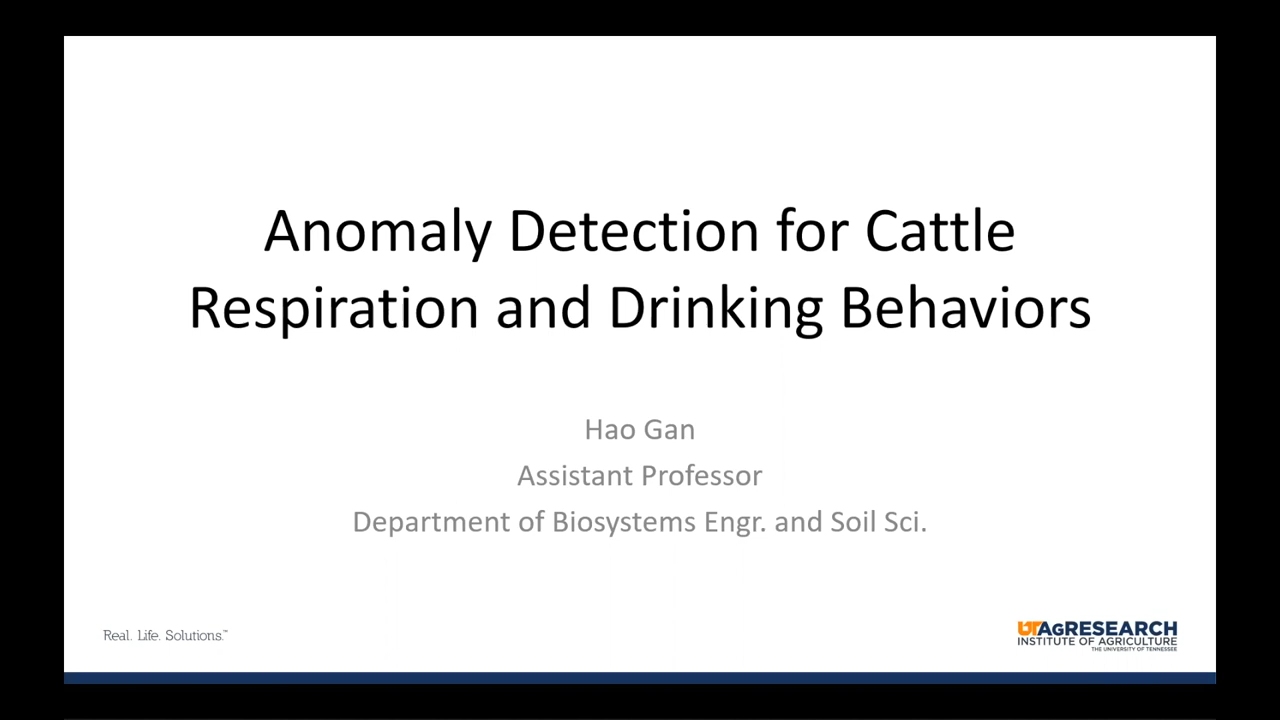 Anomaly Detection for Cattle
Respiration and Drinking Behaviors
Hao Gan
Assistant Professor
Department of Biosystems Engr. and Soil Sci.
Real. Life. Solutions.™
UTAGRESEARCH
INSTITUTE OF AGRICULTURE
THE UNIVERSITY OF TENNESSEE